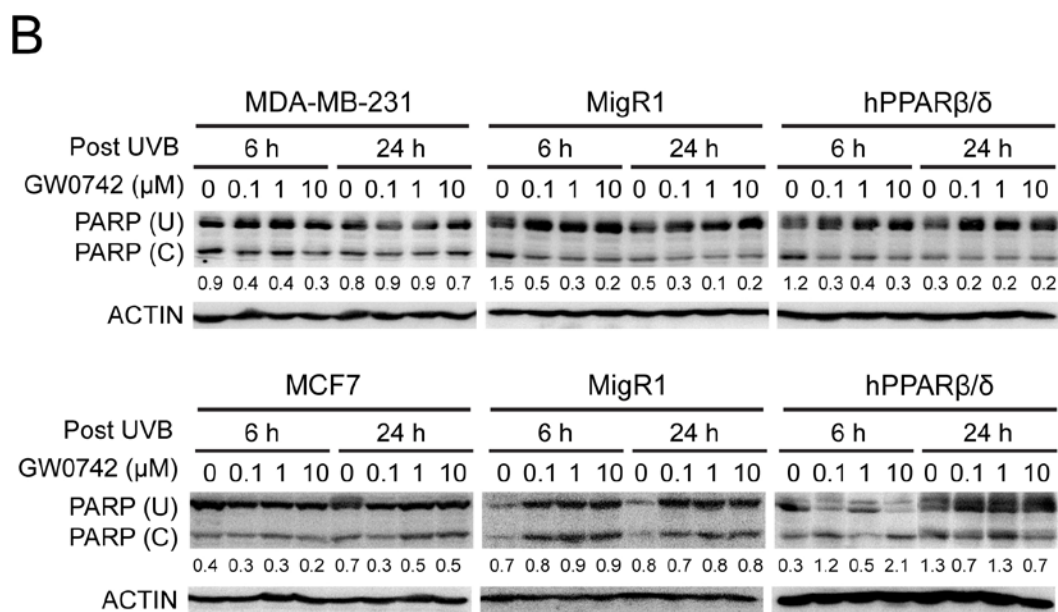 B
MDA-MB-231 MigR1 hPPARβ/δ
Post UVB 6 h 24 h 6 h 24 h 6 h 24 h
GW0742 (µM) 0 0.1 1 10 0 0.1 1 10 0 0.1 1 10 0 0.1 1 10 0 0.1 1 10 0 0.1 1 10
PARP (U)
PARP (C)
0.9 0.4 0.4 0.3 0.8 0.9 0.9 0.7 1.5 0.5 0.3 0.2 0.5 0.3 0.1 0.2 1.2 0.3 0.4 0.3 0.3 0.2 0.2 0.2
ACTIN
MCF7 MigR1 hPPARβ/δ
Post UVB 6 h 24 h 6 h 24 h 6 h 24 h
GW0742 (µM) 0 0.1 1 10 0 0.1 1 10 0 0.1 1 10 0 0.1 1 10 0 0.1 1 10 0 0.1 1 10
PARP (U)
PARP (C)
0.4 0.3 0.3 0.2 0.7 0.3 0.5 0.5 0.7 0.8 0.9 0.9 0.8 0.7 0.8 0.8 0.3 1.2 0.5 2.1 1.3 0.7 1.3 0.7
ACTIN